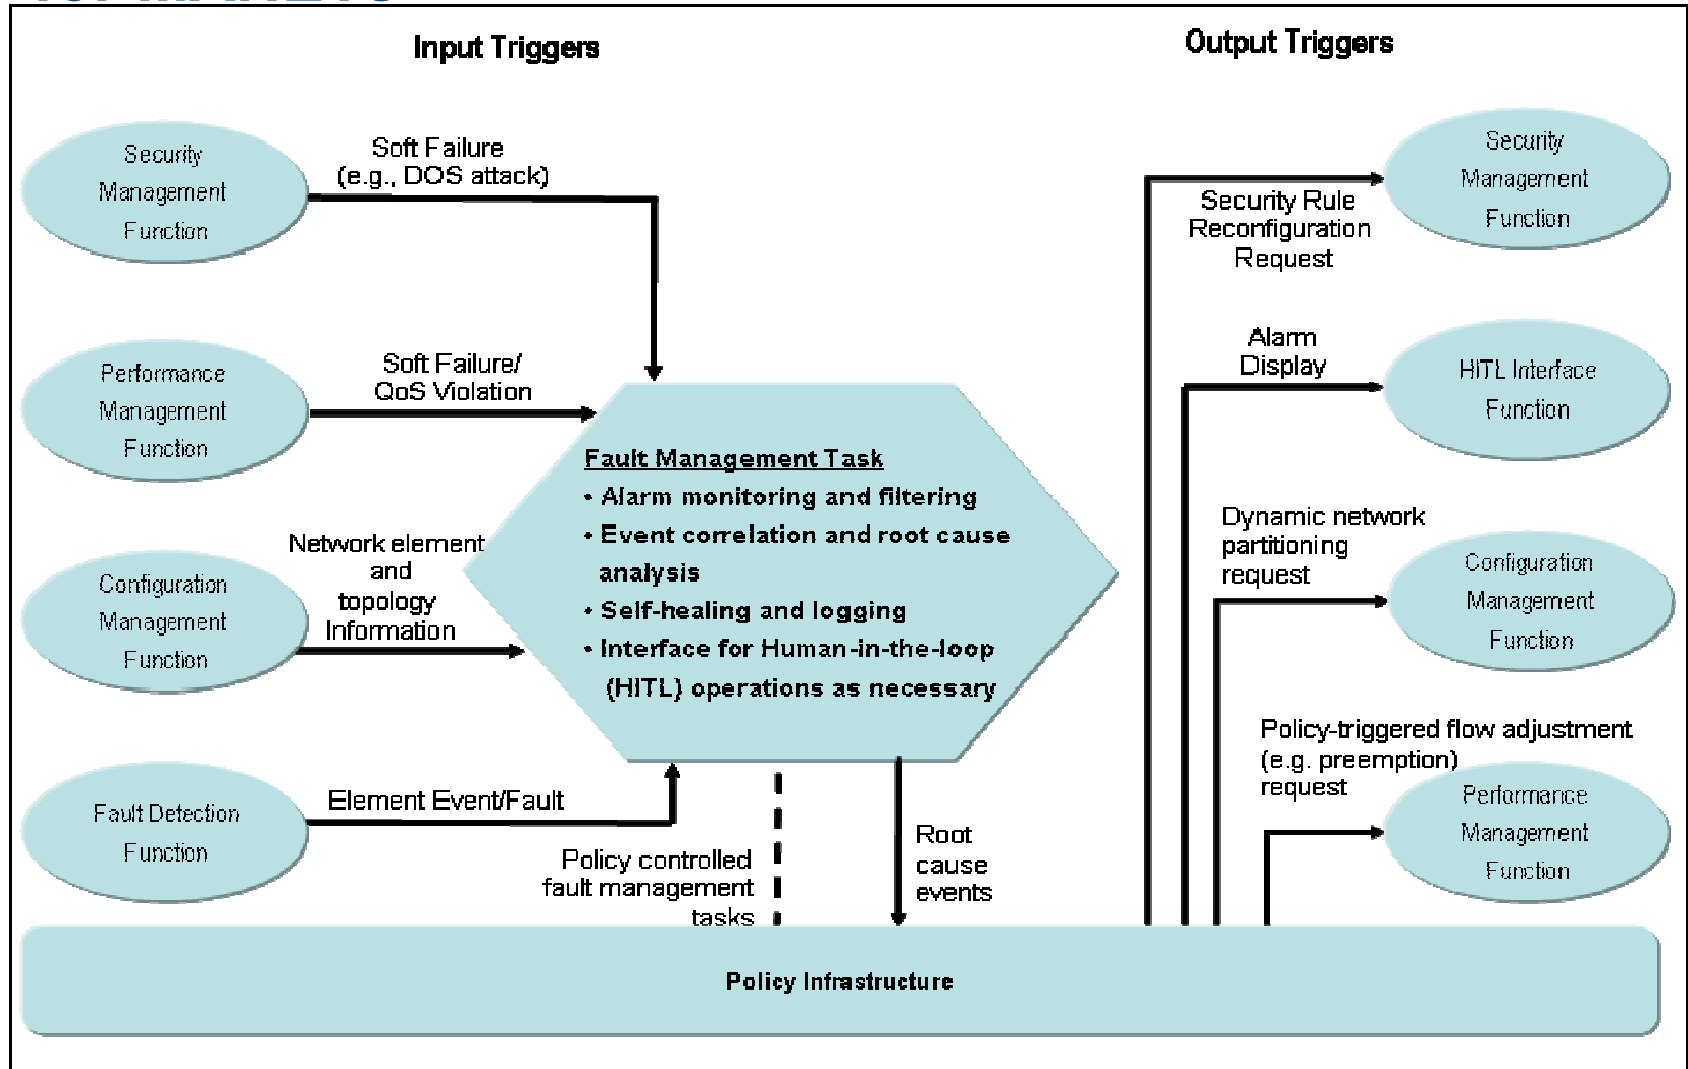 Input Triggers
Output Triggers
Security
Management
Function
Soft Failure
(e.g., DOS attack)
Performance
Management
Function
Soft Failure/
QoS Violation
Configuration
Management
Function
Network element
and
topology
Information
Fault Detection
Function
Element Event/Fault
Fault Management Task
• Alarm monitoring and filtering
• Event correlation and root cause
analysis
• Self-healing and logging
• Interface for Human-in-the-loop
(HITL) operations as necessary
Policy controlled
fault management
tasks
Root
cause
events
Security Rule
Reconfiguration
Request
Security
Management
Function
Alarm
Display
HITL Interface
Function
Dynamic network
partitioning
request
Configuration
Management
Function
Policy-triggered flow adjustment
(e.g. preemption)
request
Performance
Management
Function
Policy Infrastructure